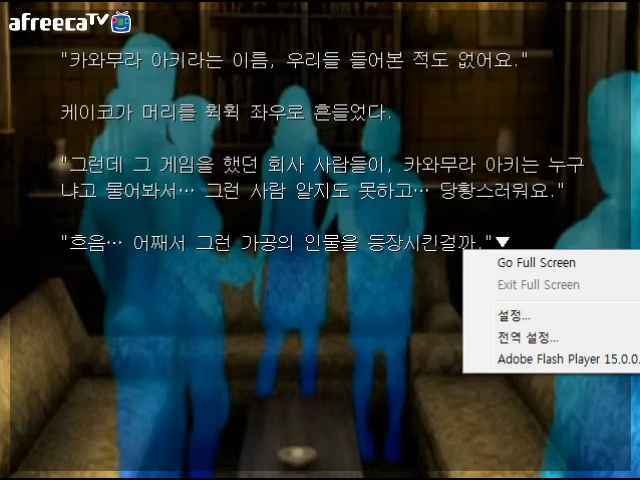 afreecaTV
"카와무라 아키라는 이름, 우리들 들어본 적도 없어요."
케이코가 머리를 휙휙 좌우로 흔들었다.
"그런데 그 게임을 했던 회사 사람들이, 카와무라 아키는 누구
냐고 물어봐서… 그런 사람 알지도 못하고… 당황스러워요."
"흐음… 어째서 그런 가공의 인물을 등장시킨걸까."▼
Go Full Screen
Exit Full Screen
설정...
전역 설정...
Adobe Flash Player 15.0.0.